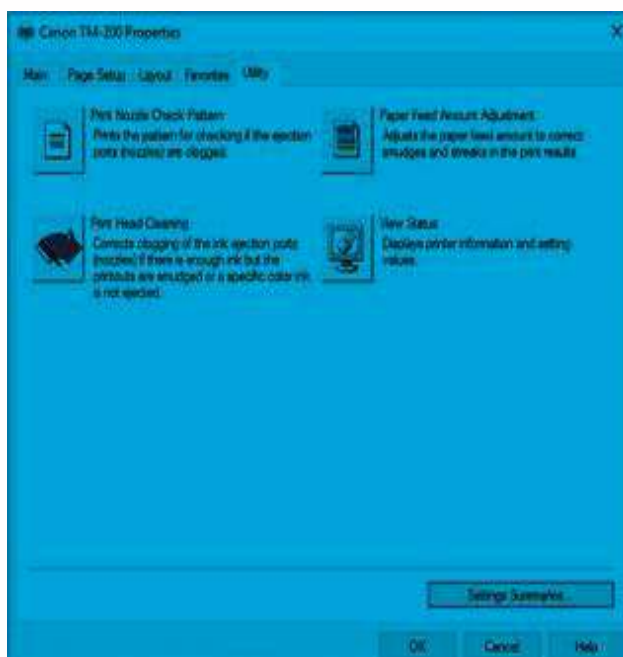 Canon TM-200 Properties
Main Page Setup Layout Favorites Utility
Print Nozzle Check Pattern
Prints the pattern for checking if the ejection
ports (nozzles) are clogged.
Paper Feed Amount Adjustment
Adjusts the paper feed amount to correct
smudges and streaks in the print results.
Print Head Cleaning
Corrects clogging of the ink ejection ports
(nozzles) if there is enough ink but the
printouts are smudged or a specific color ink
is not ejected.
View Status
Displays printer information and setting
values.
Settings Summaries...
OK Cancel Help